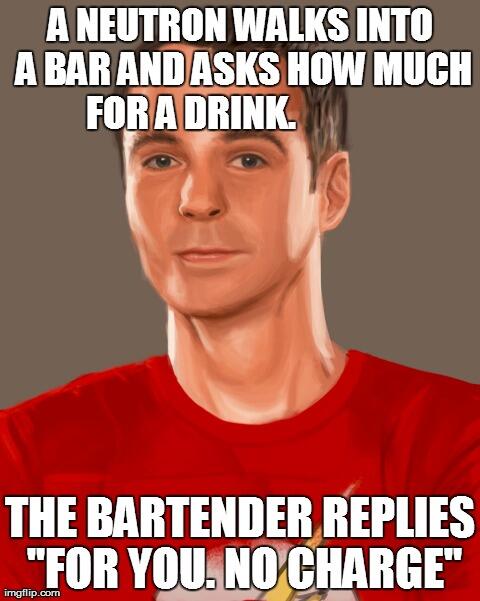 A NEUTRON WALKS INTO
A BAR AND ASKS HOW MUCH
FOR A DRINK.
THE BARTENDER REPLIES
"FOR YOU. NO CHARGE"
imgflip.com